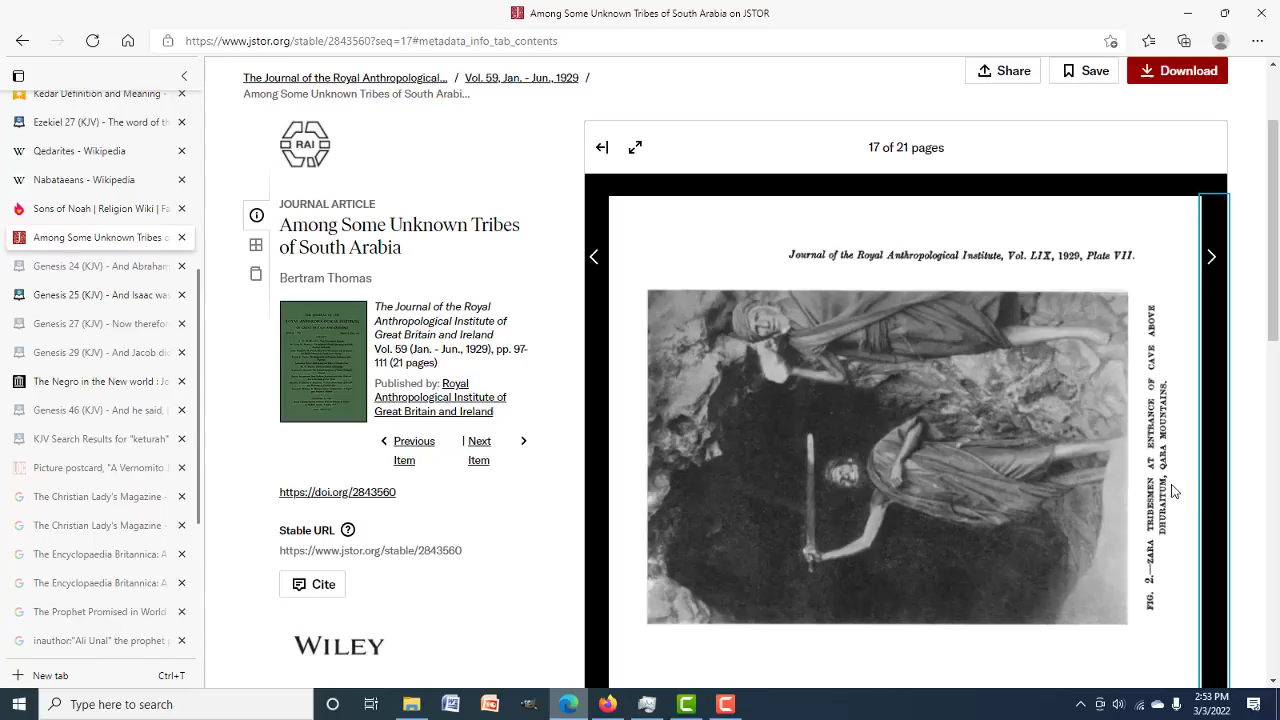 Among Some Unknown Tribes of South Arabia on JSTOR
https://www.jstor.org/stable/2843560?seq=17#metadata_info_tab_contents
Kedar Definition and Meaning -
Ezekiel 27 (KJV) - The word of th
Qedarites - Wikipedia
Nabataeans - Wikipedia
Sons of Noah | Religion Wiki | Fa
Among Some Unknown Tribes o
Genesis 24 (KJV) - And Abraham
Genesis 25 (KJV) - And Isaac was
Genesis 27 (KJV) - Now therefor
Genesis 28 (KJV) - And Jacob did
The Negro in the New world : Jo
Genesis 46 (KJV) - And he said, I
KJV Search Results for "keturah"
Picture postcard, "A Vernomito J
The Christian Lady's Magazine -
The Christian Lady's Magazine -
The Encyclopaedia Britannica: A
The Encyclopaedia Britannica: A
The Prophet Promised in World
inauthor:"Ali Unal" the prophet
New tab Ctrl+T
The Journal of the Royal Anthropological... / Vol. 59, Jan. - Jun., 1929 /
Among Some Unknown Tribes of South Arabi...
Share Save Download
RAI
JOURNAL ARTICLE
Among Some Unknown Tribes
of South Arabia
Bertram Thomas
The Journal of the Royal
Anthropological Institute of
Great Britain and Ireland
Vol. 59 (Jan. - Jun., 1929), pp. 97-
111 (21 pages)
Published by: Royal
Anthropological Institute of
Great Britain and Ireland
Previous Item | Next Item
https://doi.org/2843560
Stable URL
https://www.jstor.org/stable/2843560
Cite
WILEY
17 of 21 pages
Journal of the Royal Anthropological Institute, Vol. LIX, 1929, Plate VII.
FIG. 2.—ZARA TRIBESMEN AT ENTRANCE OF CAVE ABOVE
DHURAITUM, QARA MOUNTAINS.
Type here to search
2:53 PM
3/3/2022